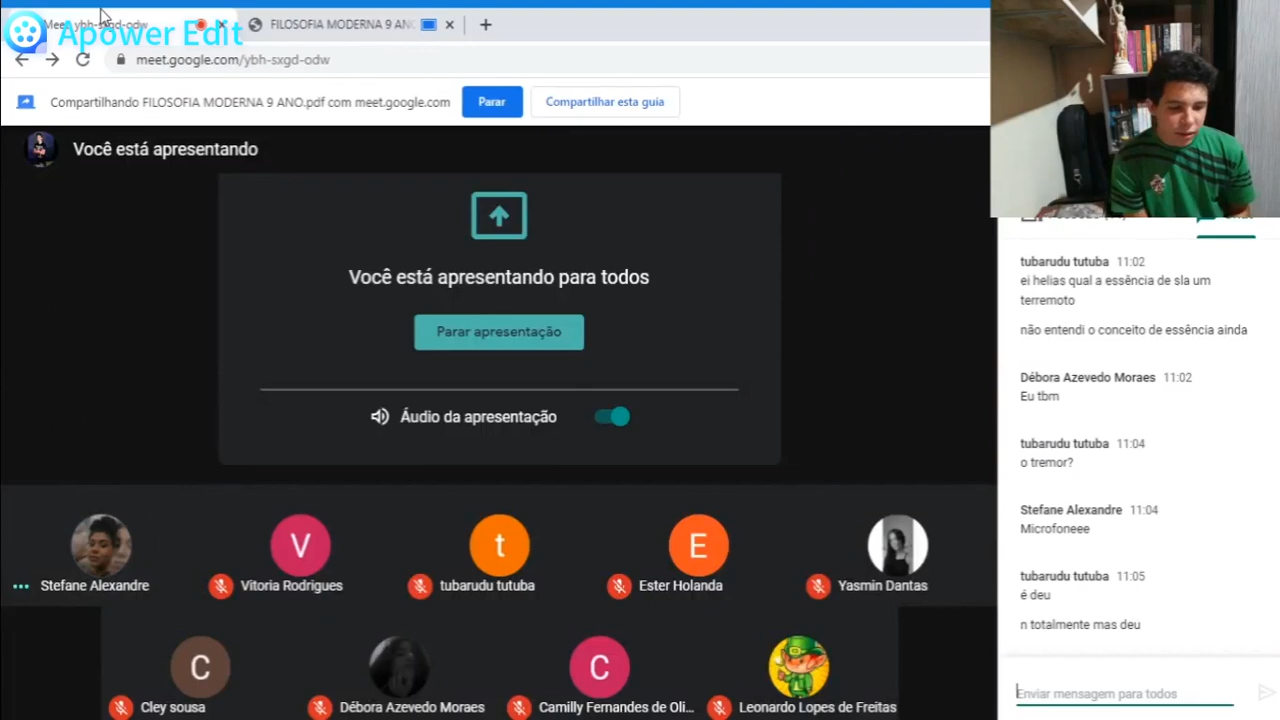 Meet ybh-sxgd-odw
FILOSOFIA MODERNA 9 AN
Apower Edit
meet.google.com/ybh-sxgd-odw
Compartilhando FILOSOFIA MODERNA 9 ANO.pdf com meet.google.com
Parar
Compartilhar esta guia
Você está apresentando
Você está apresentando para todos
Parar apresentação
Áudio da apresentação
Stefane Alexandre
V
Vitoria Rodrigues
t
tubarudu tutuba
E
Ester Holanda
Yasmin Dantas
C
Cley sousa
Débora Azevedo Moraes
C
Camilly Fernandes de Oli...
Leonardo Lopes de Freitas
tubarudu tutuba 11:02
ei helias qual a essência de sla um
terremoto
não entendi o conceito de essência ainda
Débora Azevedo Moraes 11:02
Eu tbm
tubarudu tutuba 11:04
o tremor?
Stefane Alexandre 11:04
Microfoneee
tubarudu tutuba 11:05
é deu
n totalmente mas deu
Enviar mensagem para todos